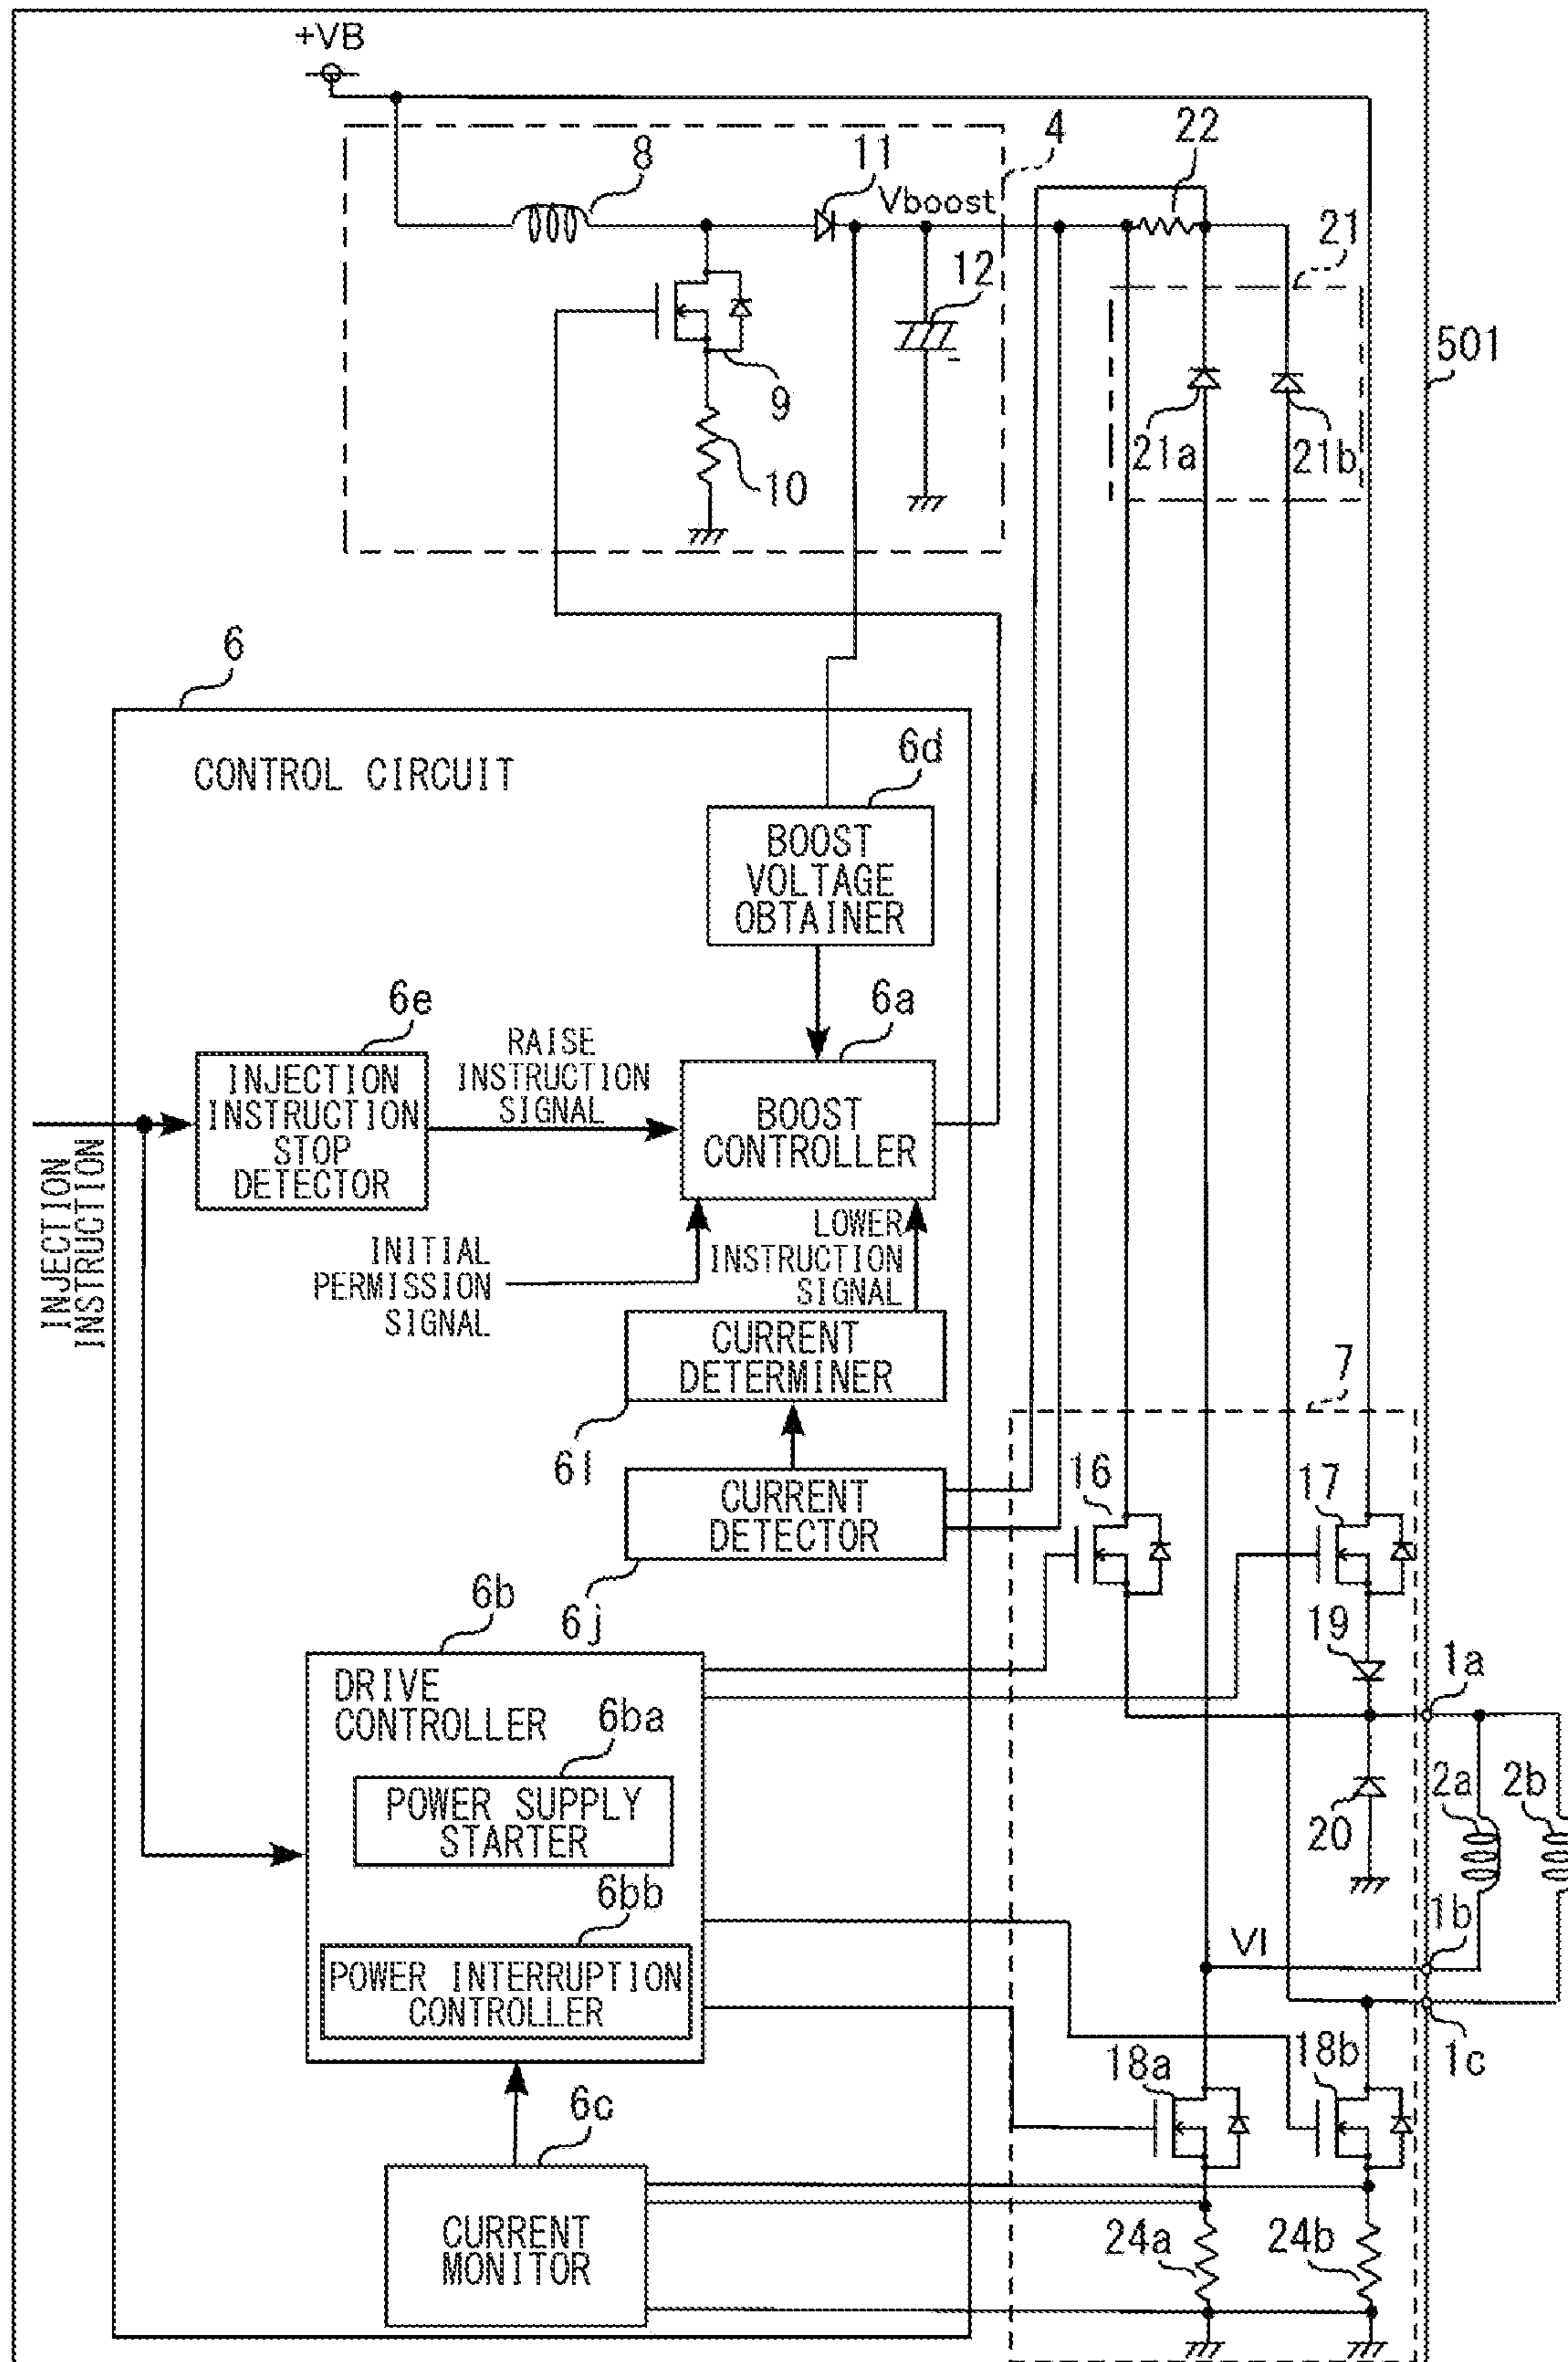 +VB
4
22
8
11
Vboost
21
12
501
9
21a
21b
10
6
CONTROL CIRCUIT
6d
BOOST
VOLTAGE
OBTAINER
6e
6a
RAISE
INSTRUCTION
SIGNAL
INJECTION
INSTRUCTION
STOP
DETECTOR
BOOST
CONTROLLER
INJECTION
INSTRUCTION
INITIAL
PERMISSION
SIGNAL
LOWER
INSTRUCTION
SIGNAL
CURRENT
DETERMINER
7
6i
16
17
CURRENT
DETECTOR
6b
6j
19
1a
DRIVE
CONTROLLER
6ba
2a
2b
POWER SUPPLY
STARTER
20
6bb
1b
VI
POWER INTERRUPTION
CONTROLLER
18a
18b
1c
6c
CURRENT
MONITOR
24a
24b